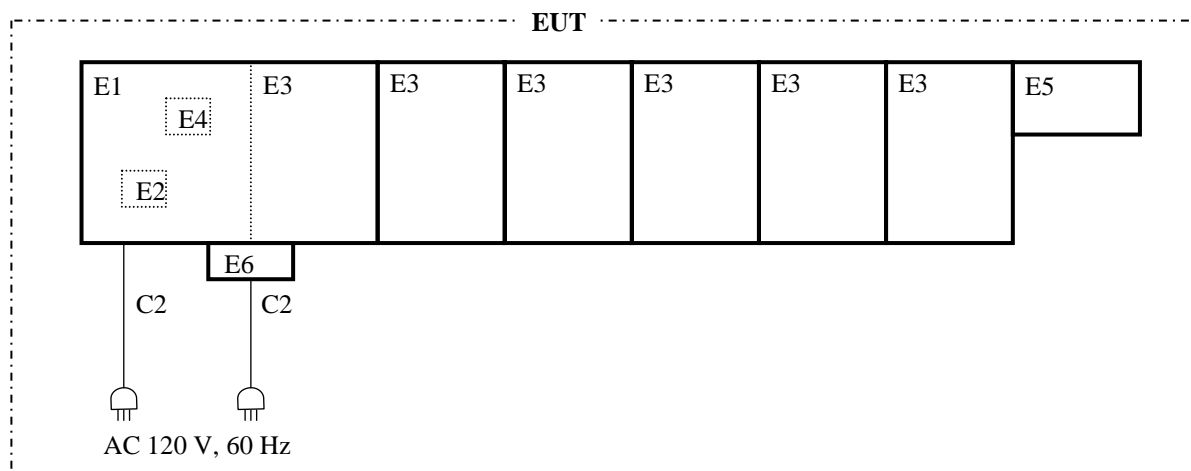 EUT
E1 E3 E3 E3 E3 E3 E3 E5
E4
E2
E6
C2 C2
AC 120 V, 60 Hz